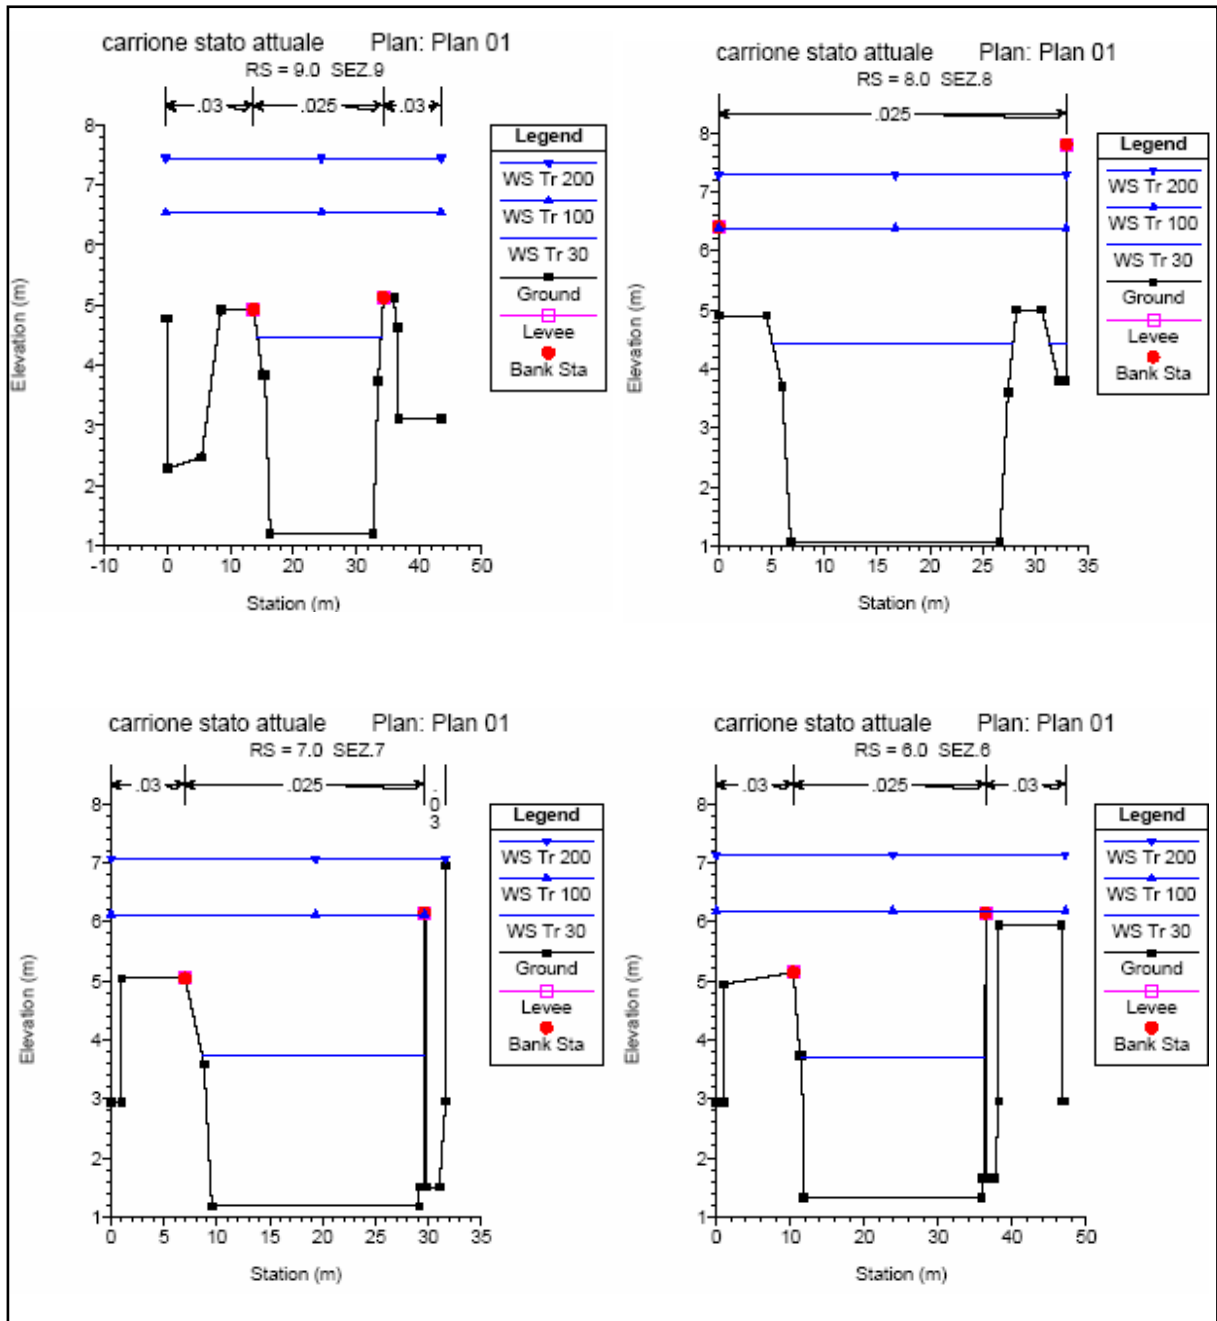 carrione stato attuale Plan: Plan 01
RS = 9.0 SEZ.9
.03 .025 .03
8
7
6
5
4
3
2
1
-10 0 10 20 30 40 50
Elevation (m)
Station (m)
Legend
WS Tr 200
WS Tr 100
WS Tr 30
Ground
Levee
Bank Sta
carrione stato attuale Plan: Plan 01
RS = 8.0 SEZ.8
.025
8
7
6
5
4
3
2
1
0 5 10 15 20 25 30 35
Elevation (m)
Station (m)
Legend
WS Tr 200
WS Tr 100
WS Tr 30
Ground
Levee
Bank Sta
carrione stato attuale Plan: Plan 01
RS = 7.0 SEZ.7
.03 .025 .03
8
7
6
5
4
3
2
1
0 5 10 15 20 25 30 35
Elevation (m)
Station (m)
Legend
WS Tr 200
WS Tr 100
WS Tr 30
Ground
Levee
Bank Sta
carrione stato attuale Plan: Plan 01
RS = 6.0 SEZ.6
.03 .025 .03
8
7
6
5
4
3
2
1
0 10 20 30 40 50
Elevation (m)
Station (m)
Legend
WS Tr 200
WS Tr 100
WS Tr 30
Ground
Levee
Bank Sta